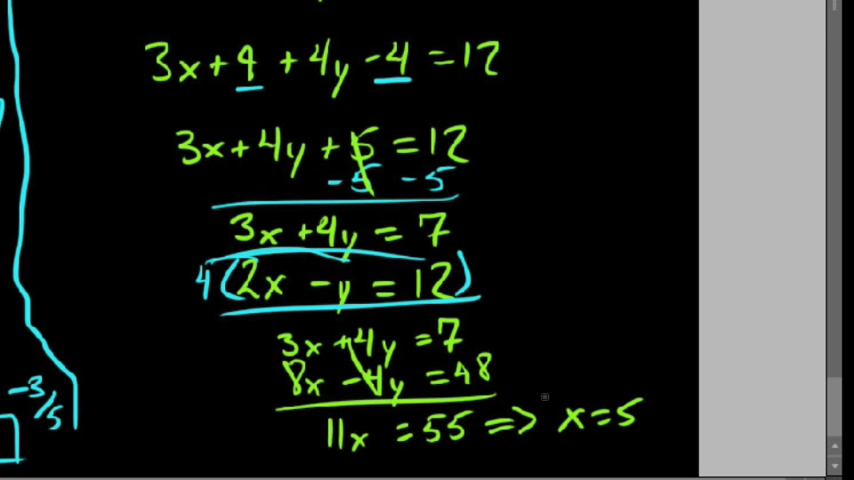 3x+9+4y-4=12
3x+4y+5=12
-5 -5
3x+4y=7
4(2x-y=12)
3x+4y=7
8x-4y=48
11x=55⇒x=5
-3/5